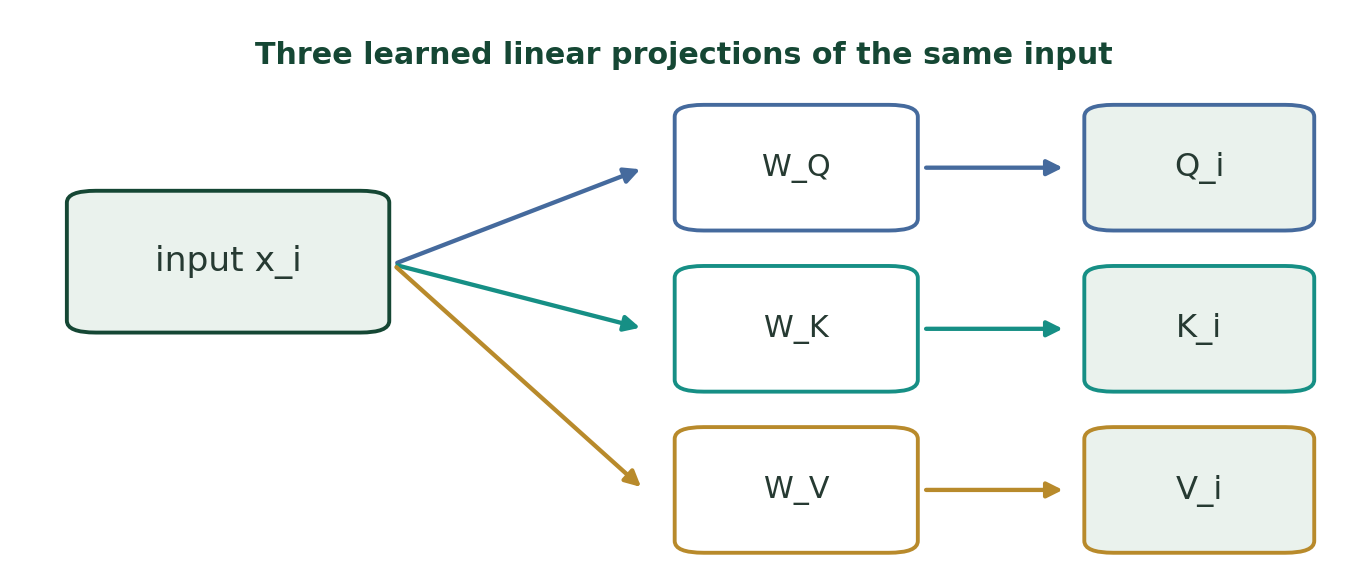 Three learned linear projections of the same input
input x_i
W_Q
Q_i
W_K
K_i
W_V
V_i